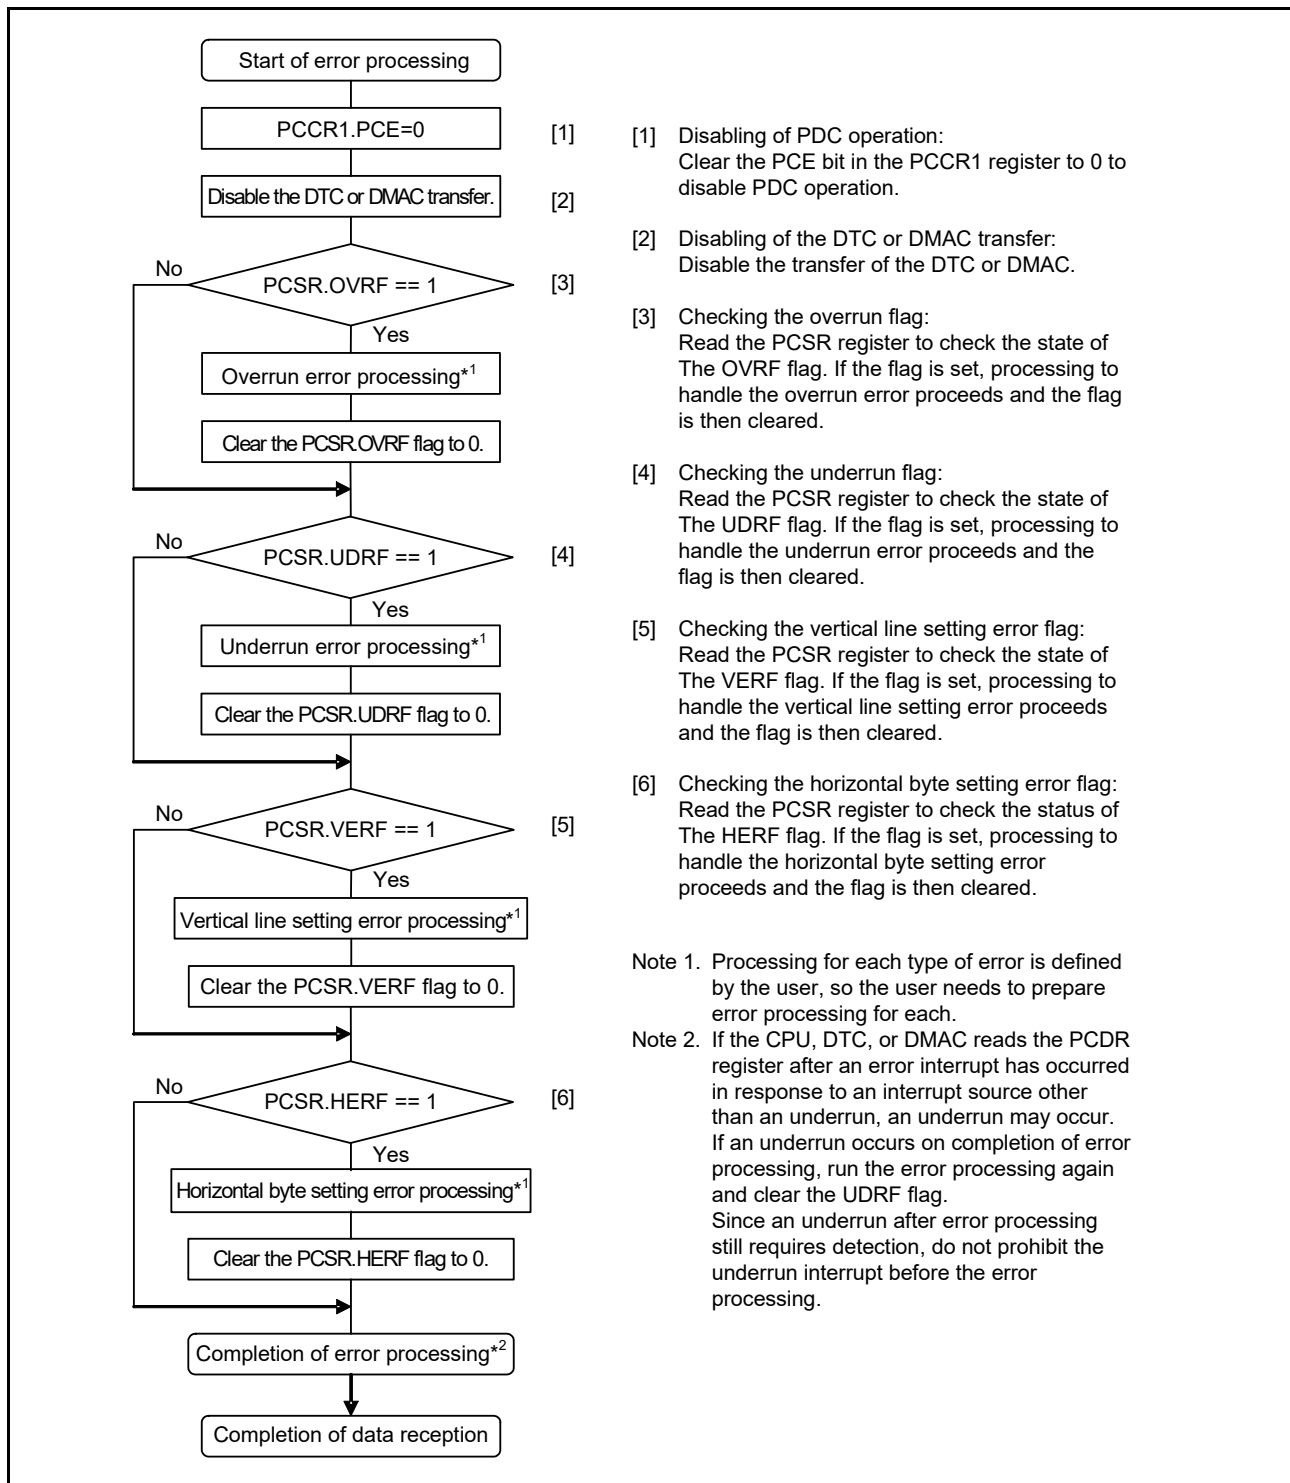 Start of error processing
PCCR1.PCE=0
[1]
Disable the DTC or DMAC transfer.
[2]
No
PCSR.OVRF == 1
[3]
Yes
Overrun error processing*1
Clear the PCSR.OVRF flag to 0.
No
PCSR.UDRF == 1
[4]
Yes
Underrun error processing*1
Clear the PCSR.UDRF flag to 0.
No
PCSR.VERF == 1
[5]
Yes
Vertical line setting error processing*1
Clear the PCSR.VERF flag to 0.
No
PCSR.HERF == 1
[6]
Yes
Horizontal byte setting error processing*1
Clear the PCSR.HERF flag to 0.
Completion of error processing*2
Completion of data reception
[1] Disabling of PDC operation:
Clear the PCE bit in the PCCR1 register to 0 to
disable PDC operation.
[2] Disabling of the DTC or DMAC transfer:
Disable the transfer of the DTC or DMAC.
[3] Checking the overrun flag:
Read the PCSR register to check the state of
The OVRF flag. If the flag is set, processing to
handle the overrun error proceeds and the flag
is then cleared.
[4] Checking the underrun flag:
Read the PCSR register to check the state of
The UDRF flag. If the flag is set, processing to
handle the underrun error proceeds and the
flag is then cleared.
[5] Checking the vertical line setting error flag:
Read the PCSR register to check the state of
The VERF flag. If the flag is set, processing to
handle the vertical line setting error proceeds
and the flag is then cleared.
[6] Checking the horizontal byte setting error flag:
Read the PCSR register to check the status of
The HERF flag. If the flag is set, processing to
handle the horizontal byte setting error
proceeds and the flag is then cleared.
Note 1. Processing for each type of error is defined
by the user, so the user needs to prepare
error processing for each.
Note 2. If the CPU, DTC, or DMAC reads the PCDR
register after an error interrupt has occurred
in response to an interrupt source other
than an underrun, an underrun may occur.
If an underrun occurs on completion of error
processing, run the error processing again
and clear the UDRF flag.
Since an underrun after error processing
still requires detection, do not prohibit the
underrun interrupt before the error
processing.